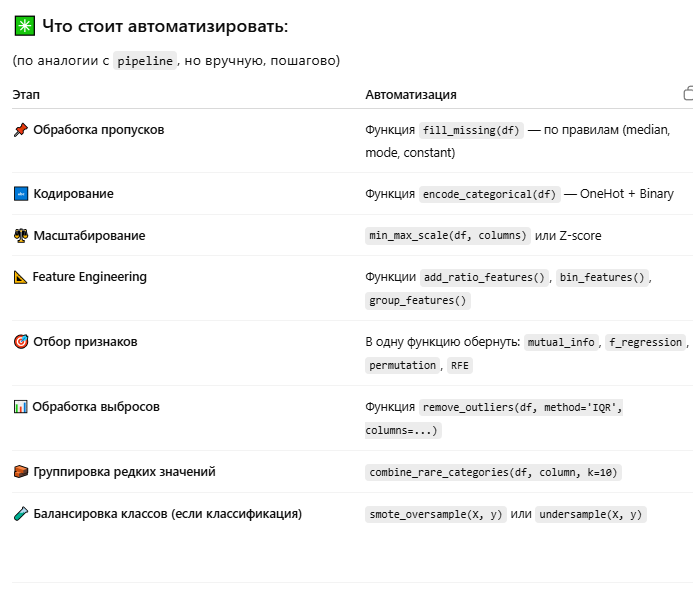 Что стоит автоматизировать:
(по аналогии с pipeline, но вручную, пошагово)
Этап Автоматизация
Обработка пропусков Функция fill_missing(df) — по правилам (median,
mode, constant)
Кодирование Функция encode_categorical(df) — OneHot + Binary
Масштабирование min_max_scale(df, columns) или Z-score
Feature Engineering Функции add_ratio_features(), bin_features(),
group_features()
Отбор признаков В одну функцию обернуть: mutual_info, f_regression,
permutation, RFE
Обработка выбросов Функция remove_outliers(df, method='IQR',
columns=...)
Группировка редких значений combine_rare_categories(df, column, k=10)
Балансировка классов (если классификация) smote_oversample(X, y) или undersample(X, y)